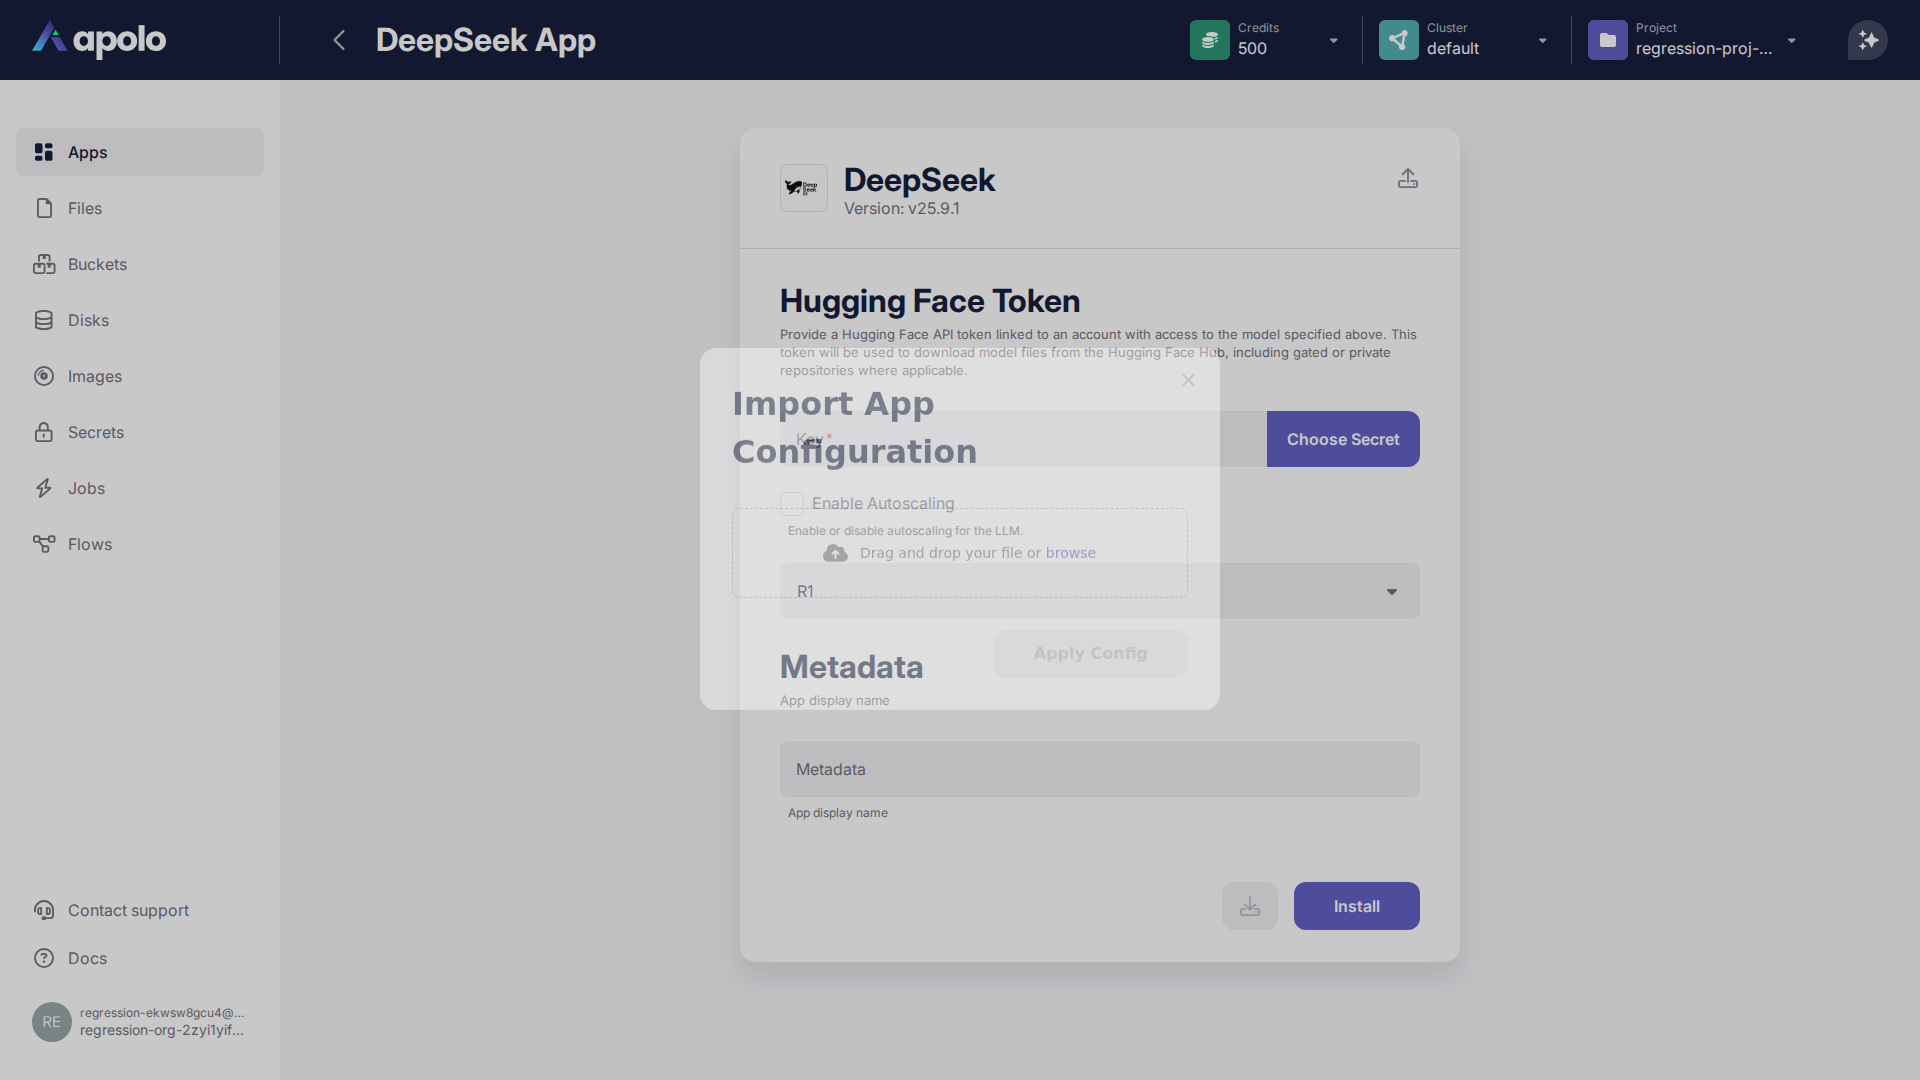 apolo
DeepSeek App
Credits
500
Cluster
default
Project
regression-proj-...
Apps
Files
Buckets
Disks
Images
Secrets
Jobs
Flows
Contact support
Docs
RE
regression-ekwsw8gcu4@...
regression-org-2zyi1yif...
DeepSeek
Version: v25.9.1
Hugging Face Token
Provide a Hugging Face API token linked to an account with access to the model specified above. This
token will be used to download model files from the Hugging Face Hub, including gated or private
repositories where applicable.
Key *
Choose Secret
Enable Autoscaling
Enable or disable autoscaling for the LLM.
R1
Metadata
App display name
Metadata
App display name
Install
Import App
Configuration
Drag and drop your file or browse
Apply Config